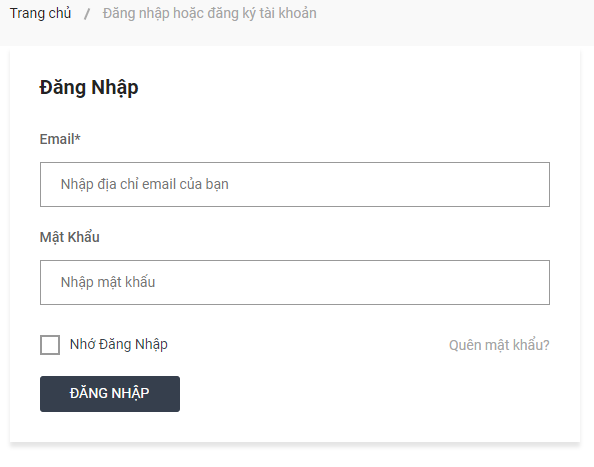 Trang chủ / Đăng nhập hoặc đăng ký tài khoản
Đăng Nhập
Email*
Nhập địa chỉ email của bạn
Mật Khẩu
Nhập mật khấu
Nhớ Đăng Nhập Quên mật khẩu?
ĐĂNG NHẬP